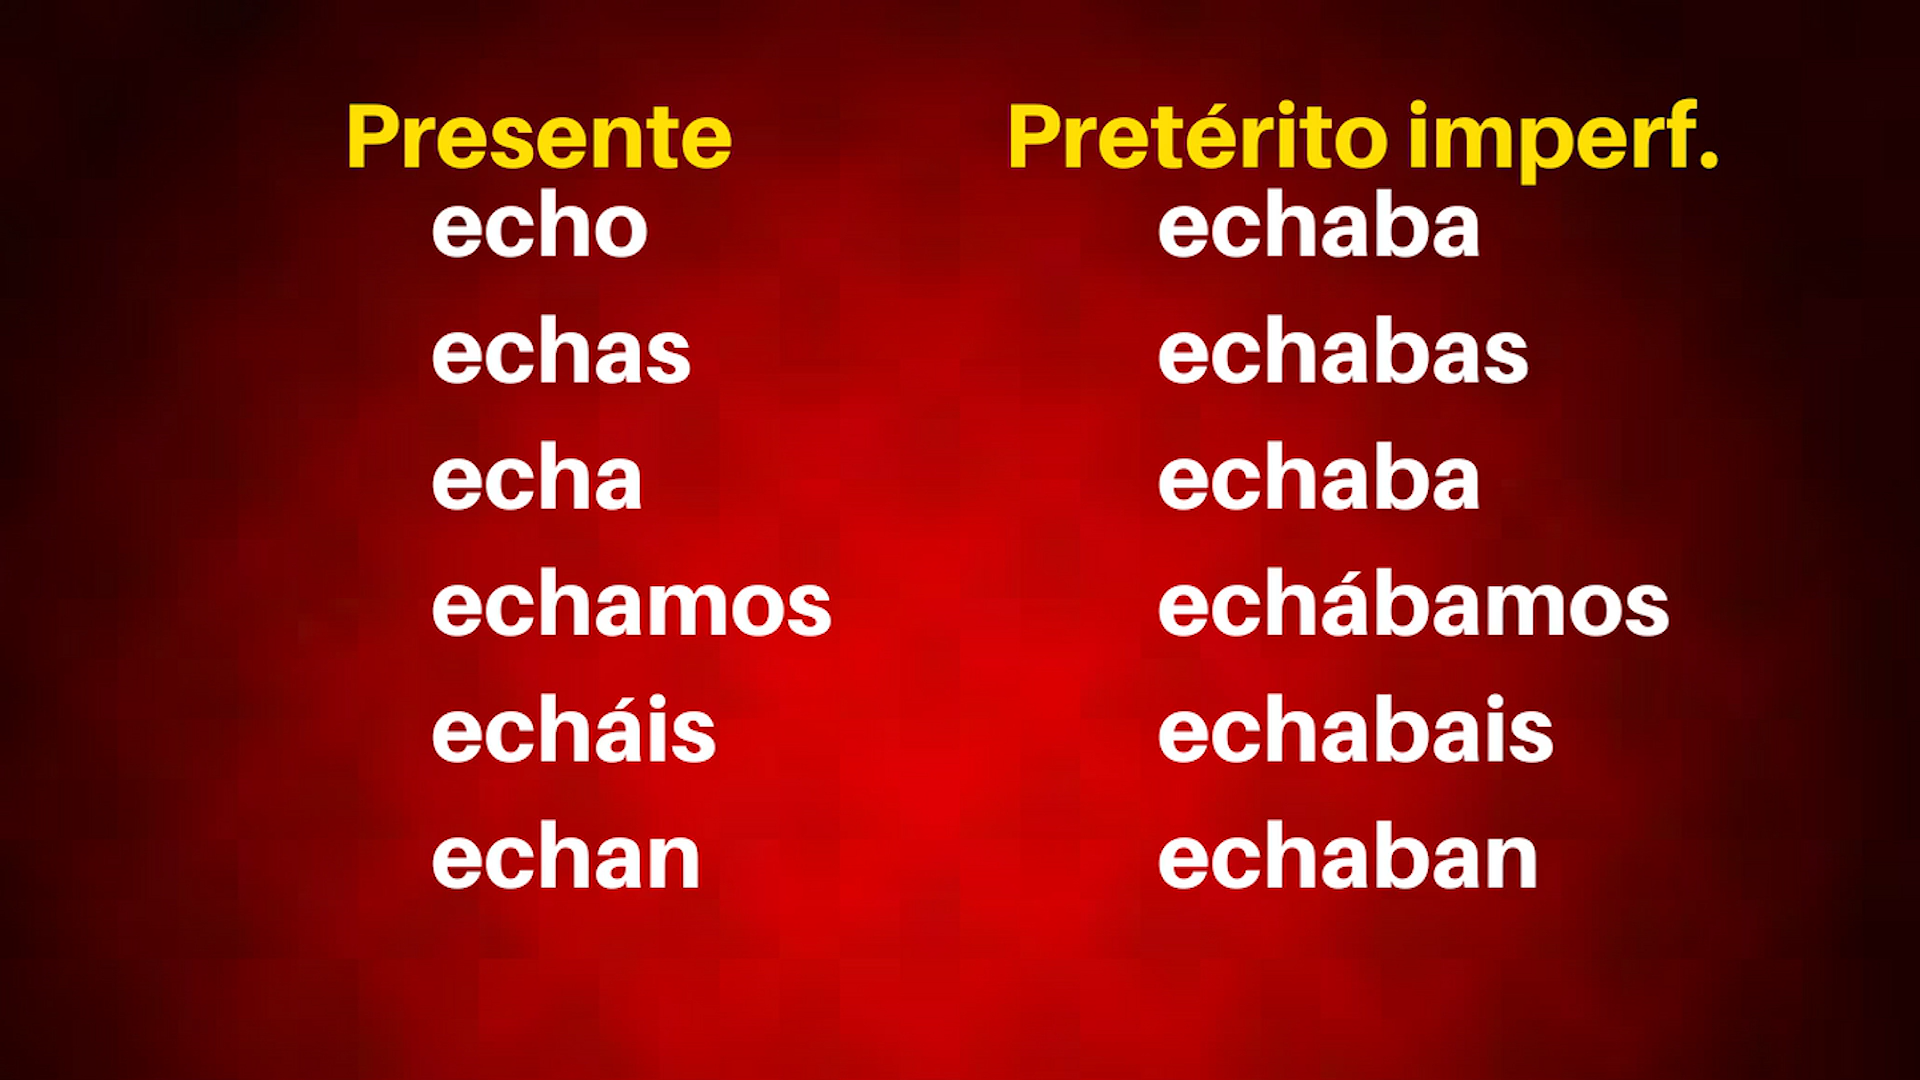 Presente Pretérito imperf.
echo echaba
echas echabas
echa echaba
echamos echábamos
echáis echabais
echan echaban